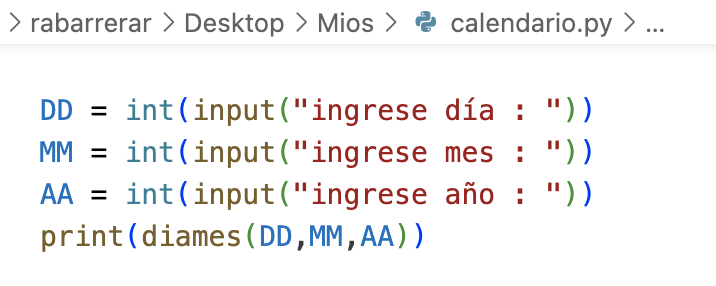 > rabarrerar > Desktop > Mios > calendario.py > ...
DD = int(input("ingrese día : "))
MM = int(input("ingrese mes : "))
AA = int(input("ingrese año : "))
print(diames(DD,MM,AA))